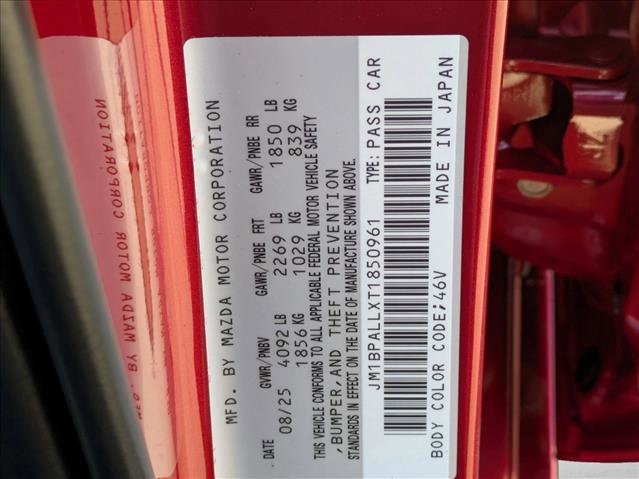 MFD. BY MAZDA MOTOR CORPORATION
DATE GVWR/PNBV GAWR/PNBE FRT GAWR/PNBE RR
08/25 4092 LB 2269 LB 1850 LB
1856 KG 1029 KG 839 KG
THIS VEHICLE CONFORMS TO ALL APPLICABLE FEDERAL MOTOR VEHICLE SAFETY
, BUMPER, AND THEFT PREVENTION
STANDARDS IN EFFECT ON THE DATE OF MANUFACTURE SHOWN ABOVE.
JM1BPALLXT1850961 TYPE: PASS CAR
BODY COLOR CODE;46V MADE IN JAPAN
MFD. BY MAZDA MOTOR CORPORATION